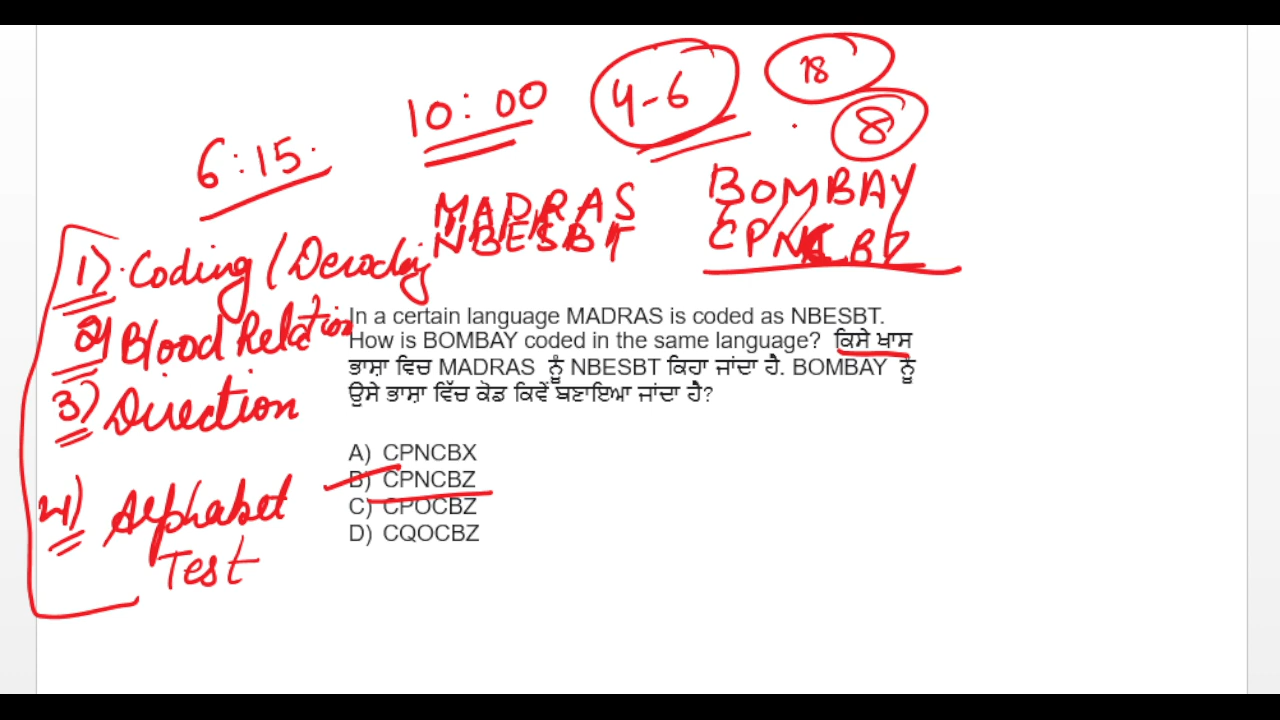 10:00
4-6
18
8
6:15
MADRAS
NBESBT
BOMBAY
CPNCBZ
1) Coding / Decoding
2) Blood Relation
3) Direction
4) Alphabet
Test
In a certain language MADRAS is coded as NBESBT.
How is BOMBAY coded in the same language? ਕਿਸੇ ਖਾਸ
ਭਾਸ਼ਾ ਵਿਚ MADRAS ਨੂੰ NBESBT ਕਿਹਾ ਜਾਂਦਾ ਹੈ. BOMBAY ਨੂੰ
ਉਸੇ ਭਾਸ਼ਾ ਵਿੱਚ ਕੋਡ ਕਿਵੇਂ ਬਣਾਇਆ ਜਾਂਦਾ ਹੈ?
A) CPNCBX
B) CPNCBZ
C) CPOCBZ
D) CQOCBZ